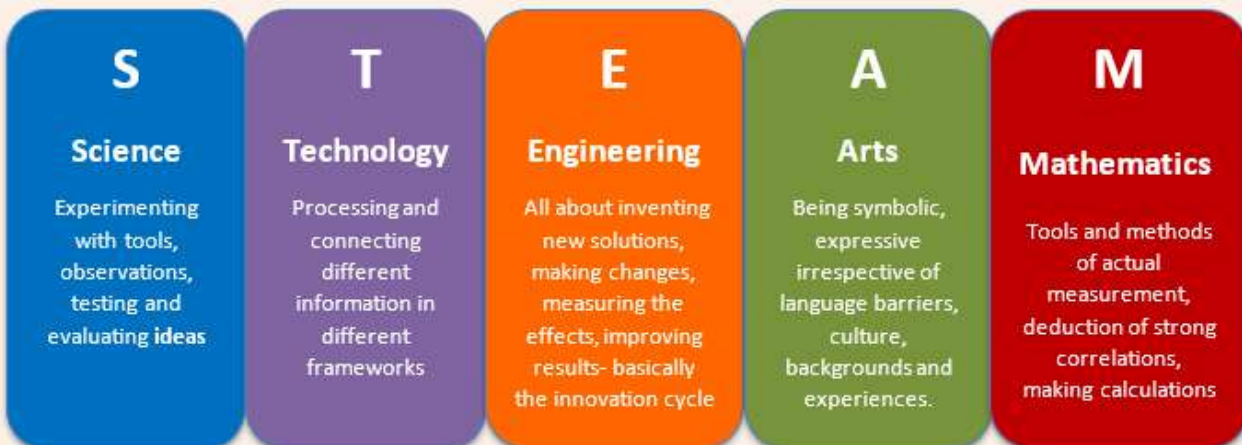 S
Science
Experimenting
with tools,
observations,
testing and
evaluating ideas
T
Technology
Processing and
connecting
different
information in
different
frameworks
E
Engineering
All about inventing
new solutions,
making changes,
measuring the
effects, improving
results- basically
the innovation cycle
A
Arts
Being symbolic,
expressive
irrespective of
language barriers,
culture,
backgrounds and
experiences.
M
Mathematics
Tools and methods
of actual
measurement,
deduction of strong
correlations,
making calculations